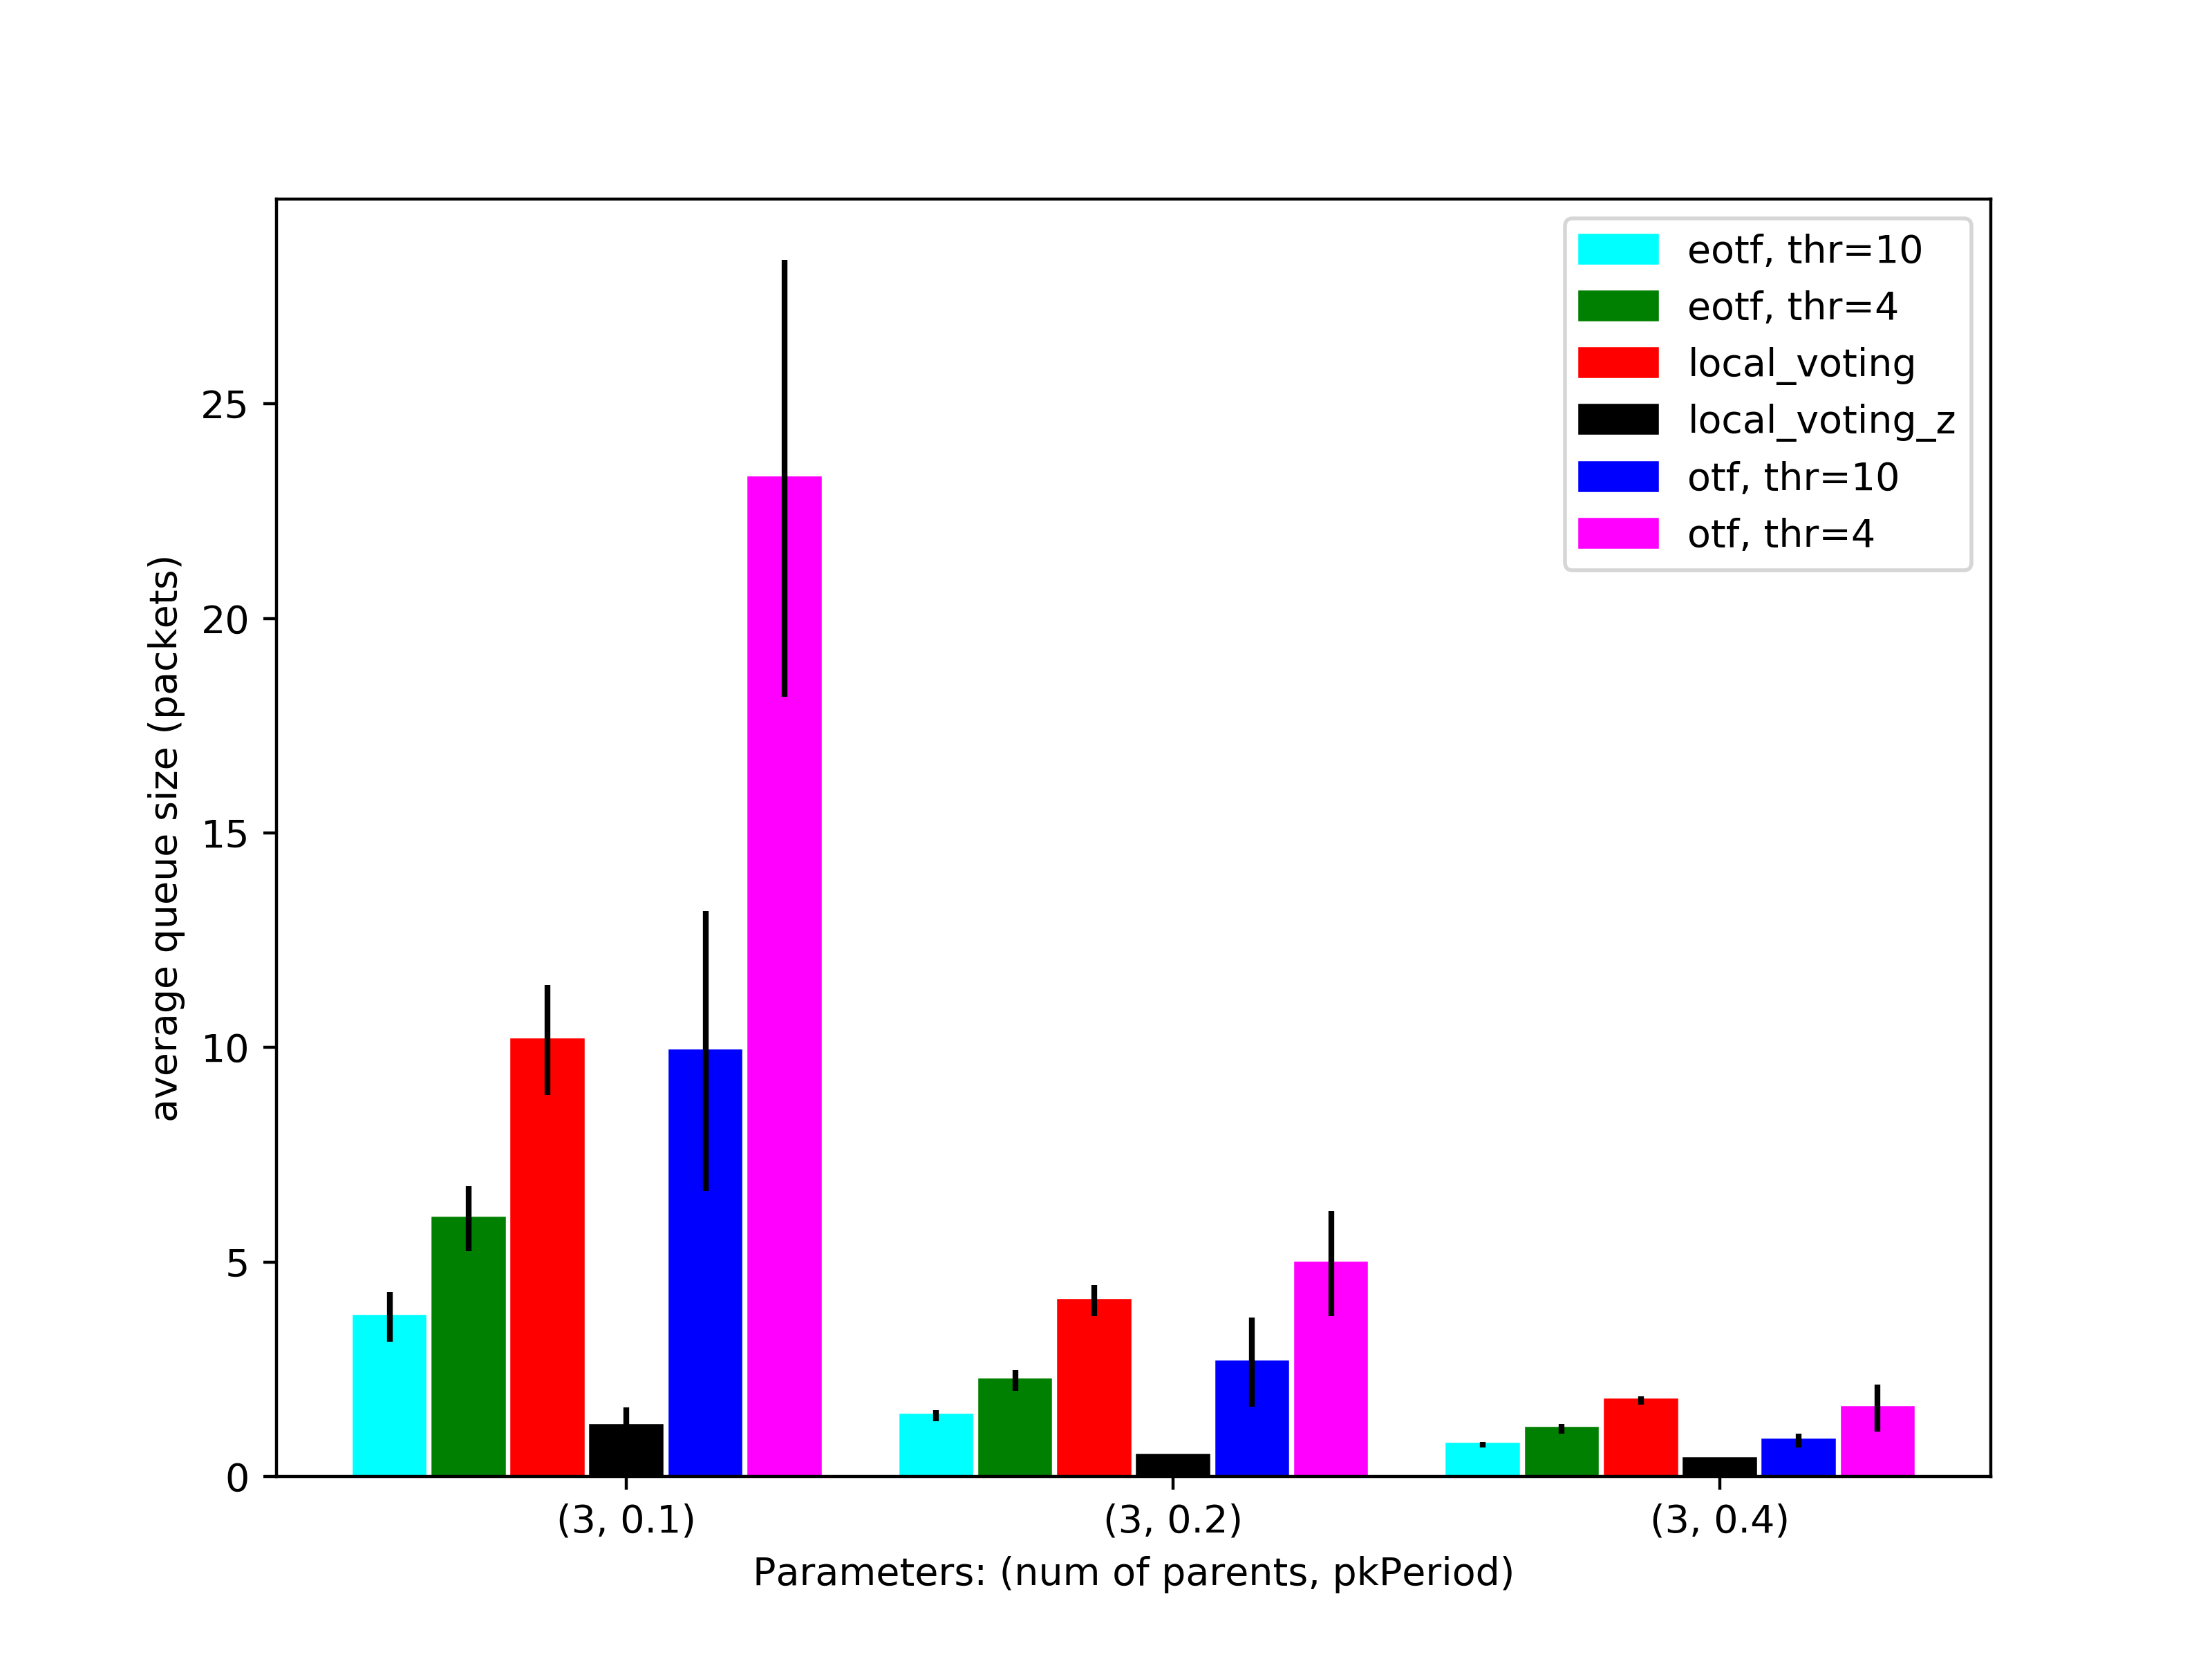 eotf, thr=10
eotf, thr=4
local_voting
local_voting_z
otf, thr=10
otf, thr=4
average queue size (packets)
25
20
15
10
5
0
(3, 0.1)
(3, 0.2)
(3, 0.4)
Parameters: (num of parents, pkPeriod)